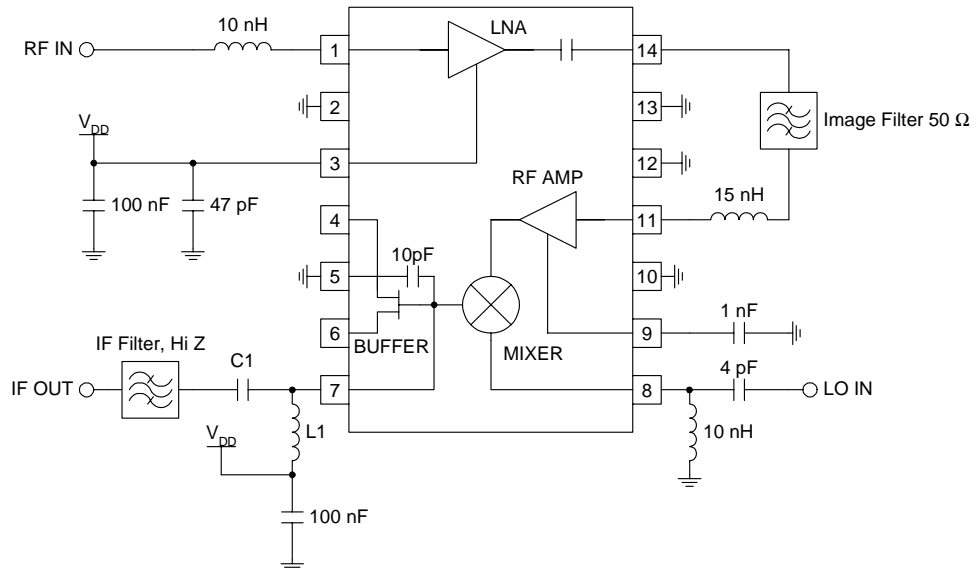 10 nH
LNA
RF IN
1
14
V_DD
2
13
Image Filter 50 Ω
3
12
RF AMP
15 nH
100 nF
47 pF
4
11
10pF
5
10
1 nF
6
9
IF Filter, Hi Z
BUFFER
MIXER
C1
4 pF
IF OUT
7
8
LO IN
L1
V_DD
10 nH
100 nF